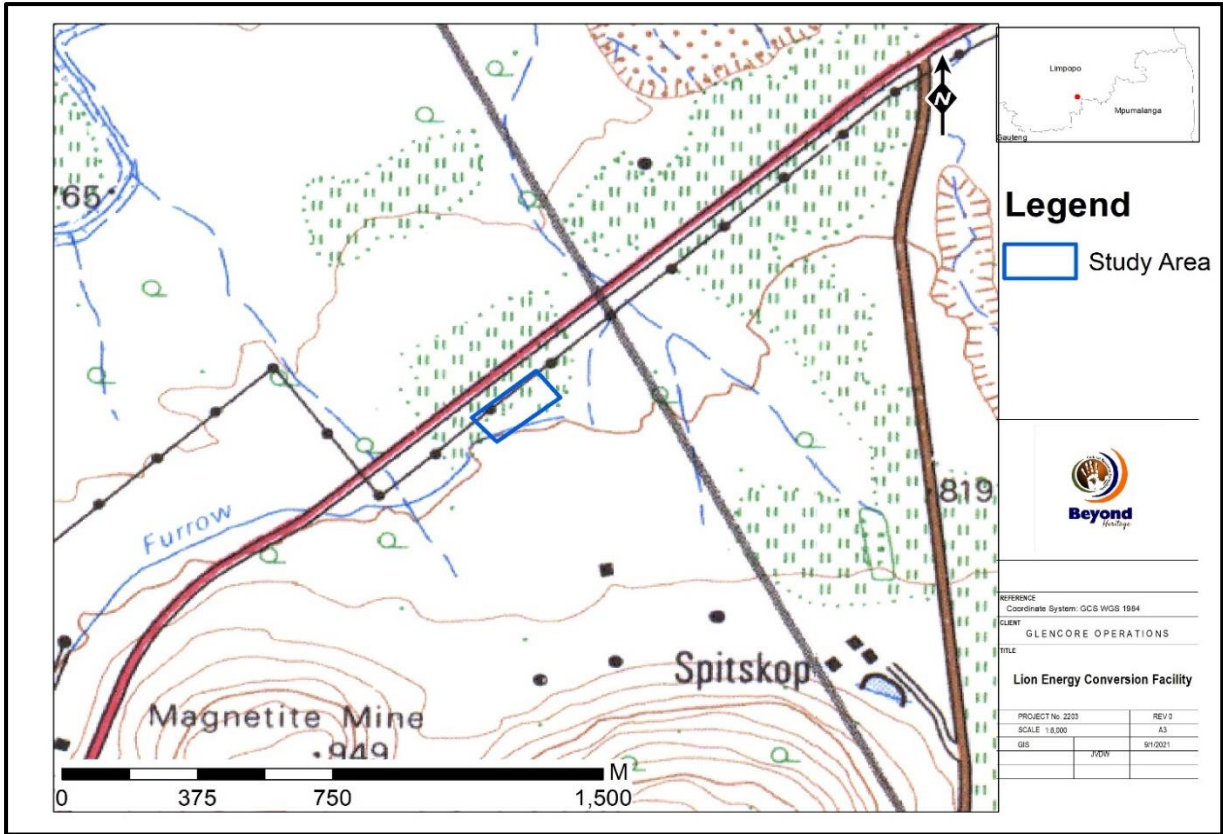 765
Furrow
Magnetite Mine
949
Spitskop
819
N
M
0 375 750 1,500
Limpopo
Mpumalanga
Gauteng
Legend
Study Area
Beyond
Heritage
REFERENCE
Coordinate System: GCS WGS 1984
CLIENT
GLENCORE OPERATIONS
TITLE
Lion Energy Conversion Facility
PROJECT No. 2203 REV 0
SCALE 1:8,000 A3
GIS JVDW 9/1/2021